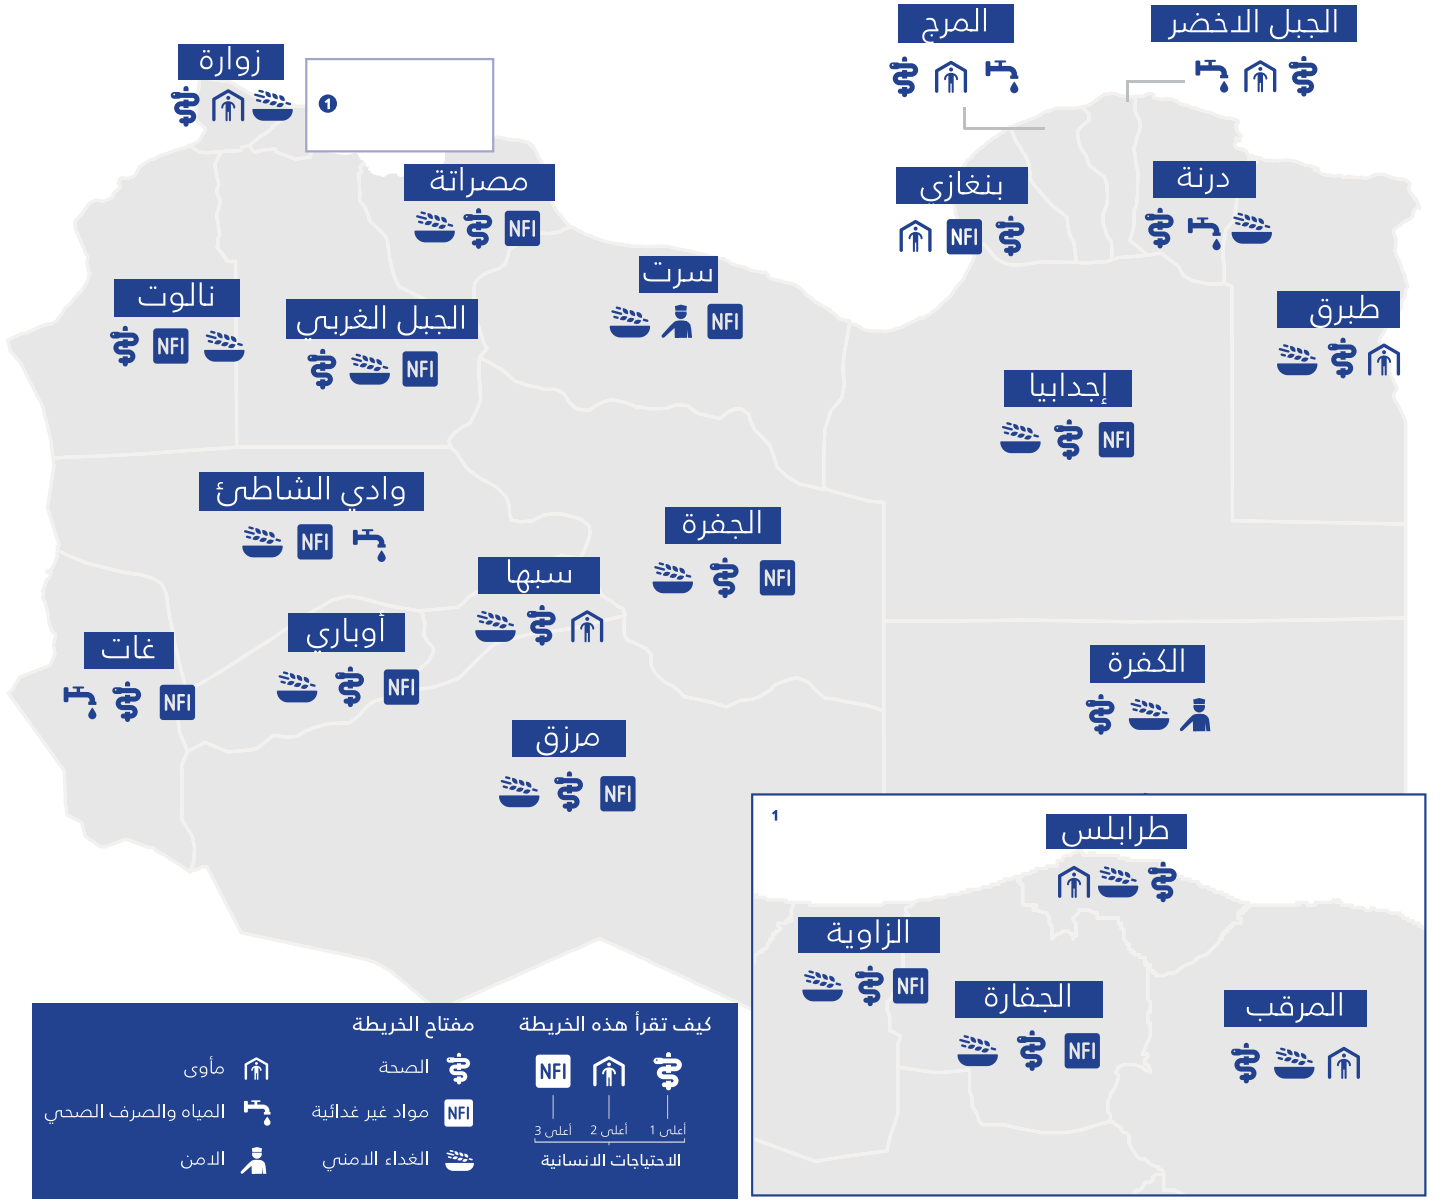 المرج
الجبل الاخضر
زوارة
1
مصراتة
NFI
بنغازي
NFI
درنة
سرت
NFI
نالوت
NFI
الجبل الغربي
NFI
طبرق
إجدابيا
NFI
وادي الشاطئ
NFI
الجفرة
NFI
سبها
أوباري
NFI
غات
NFI
الكفرة
مرزق
NFI
1
طرابلس
الزاوية
NFI
الجفارة
NFI
المرقب
كيف تقرأ هذه الخريطة
NFI
أعلى 1
أعلى 2
أعلى 3
الاحتياجات الانسانية
مفتاح الخريطة
الصحة
NFI مواد غير غدائية
الغداء الامني
مأوى
المياه والصرف الصحي
الامن